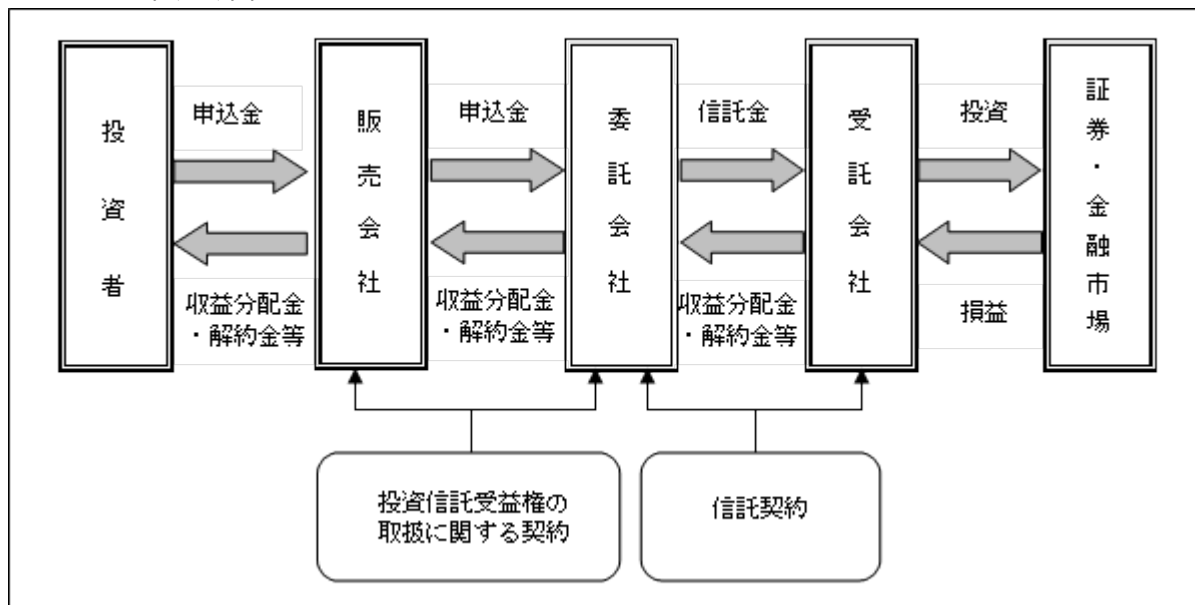 投資者
申込金
収益分配金
・解約金等
販売会社
申込金
収益分配金
・解約金等
委託会社
信託金
収益分配金
・解約金等
受託会社
投資
損益
証券・金融市場
投資信託受益権の
取扱に関する契約
信託契約